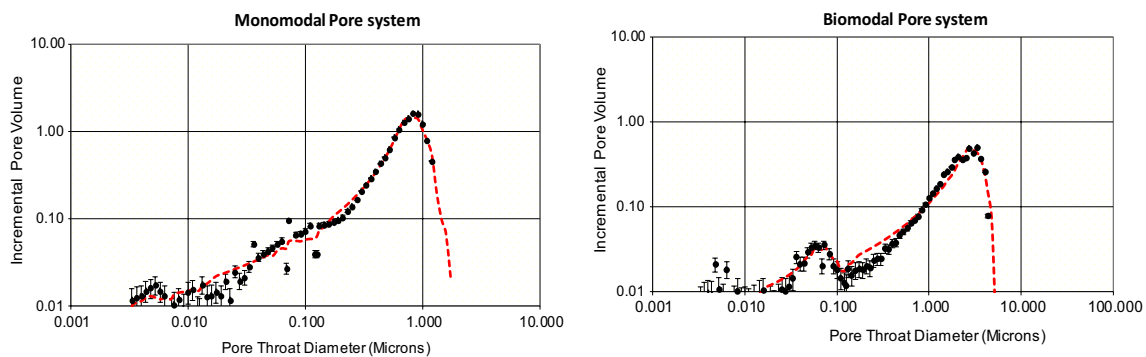 Monomodal Pore system
10.00
1.00
0.10
0.01
0.001 0.010 0.100 1.000 10.000
Incremental Pore Volume
Pore Throat Diameter (Microns)
Biomodal Pore system
10.00
1.00
0.10
0.01
0.001 0.010 0.100 1.000 10.000 100.000
Incremental Pore Volume
Pore Throat Diameter (Microns)